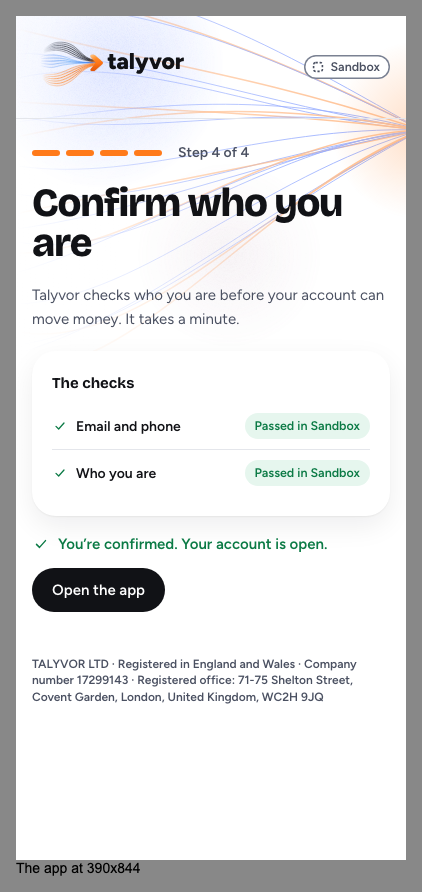 talyvor
Sandbox
Step 4 of 4
Confirm who you
are
Talyvor checks who you are before your account can
move money. It takes a minute.
The checks
Email and phone
Passed in Sandbox
Who you are
Passed in Sandbox
You’re confirmed. Your account is open.
Open the app
TALYVOR LTD · Registered in England and Wales · Company
number 17299143 · Registered office: 71-75 Shelton Street,
Covent Garden, London, United Kingdom, WC2H 9JQ
The app at 390x844